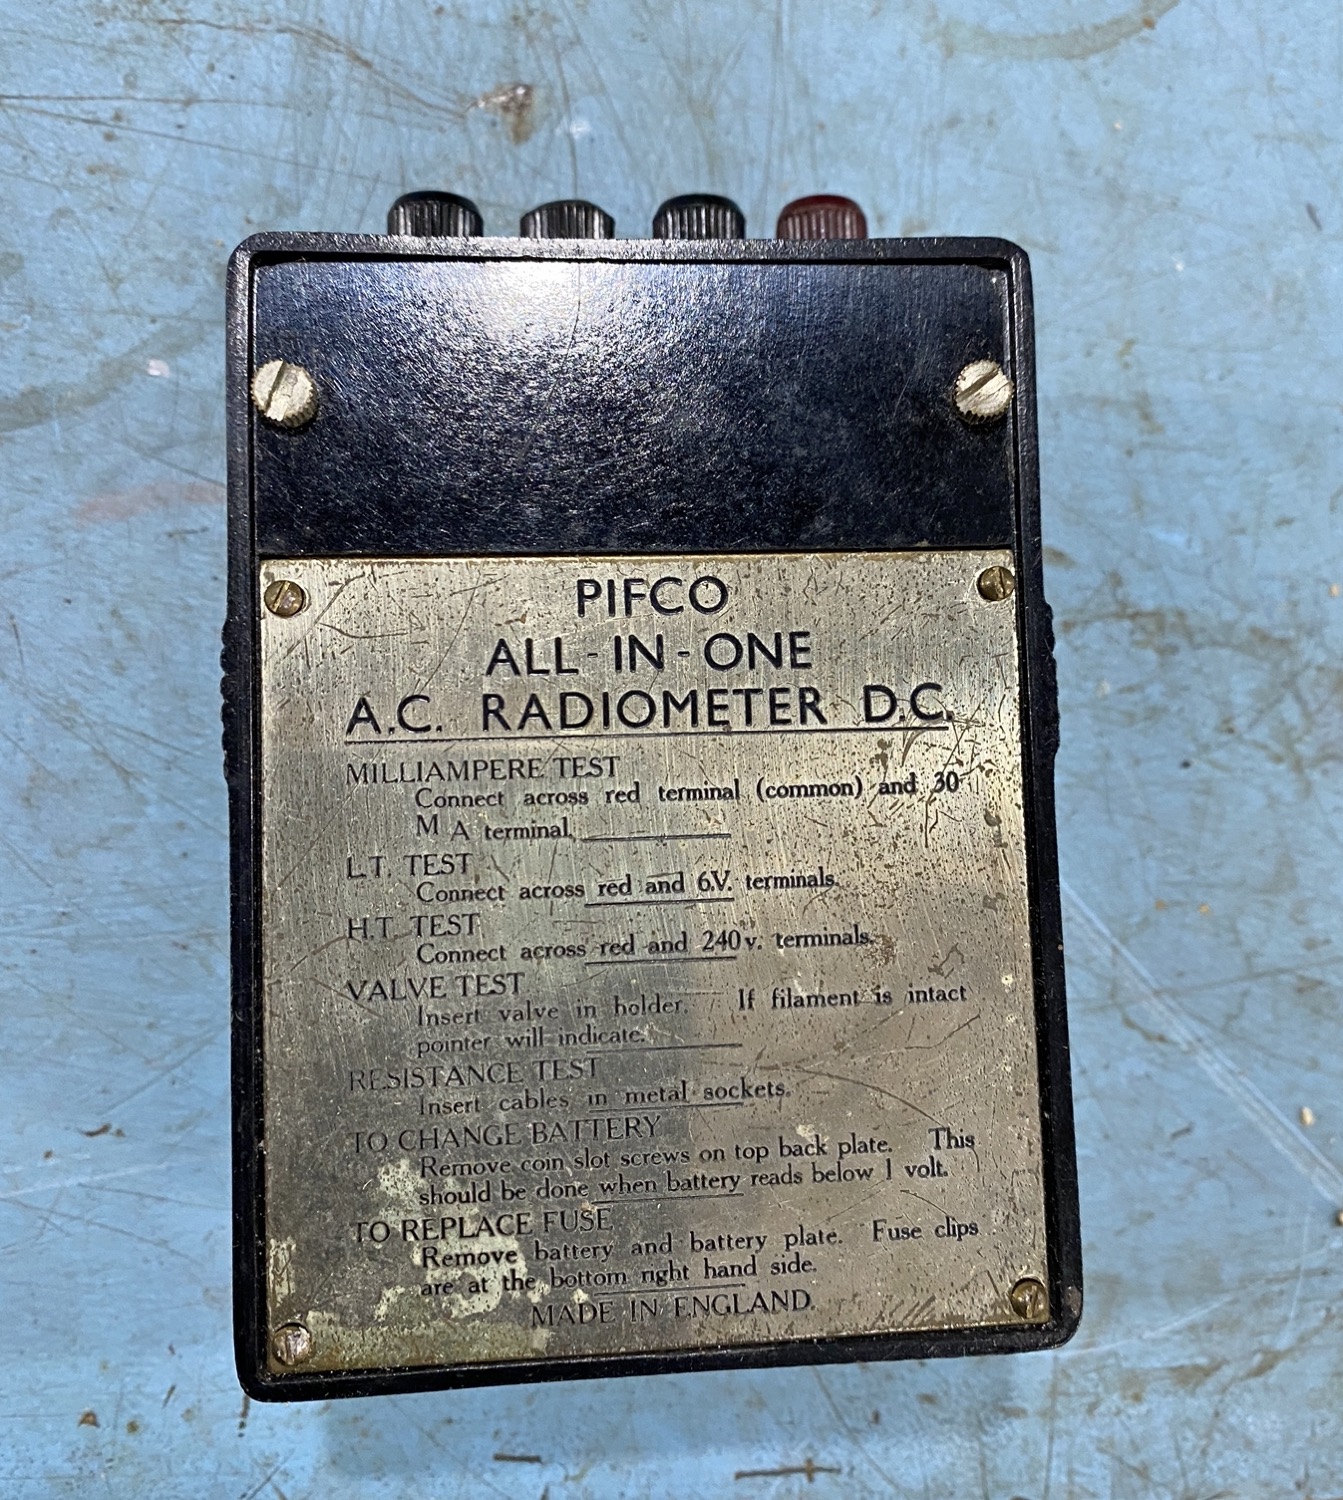 PIFCO
ALL-IN-ONE
A.C. RADIOMETER D.C.
MILLIAMPERE TEST
Connect across red terminal (common) and 30
M A terminal.
L.T. TEST
Connect across red and 6V. terminals.
H.T. TEST
Connect across red and 240v. terminals.
VALVE TEST
Insert valve in holder. If filament is intact
pointer will indicate.
RESISTANCE TEST
Insert cables in metal sockets.
TO CHANGE BATTERY
Remove coin slot screws on top back plate. This
should be done when battery reads below 1 volt.
TO REPLACE FUSE
Remove battery and battery plate. Fuse clips
are at the bottom right hand side.
MADE IN ENGLAND.